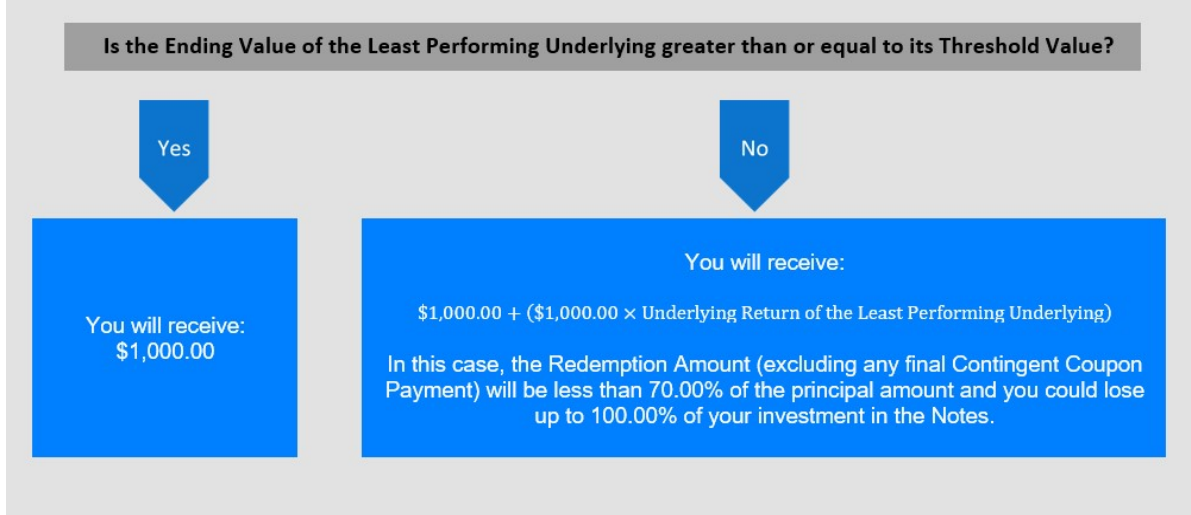 Is the Ending Value of the Least Performing Underlying greater than or equal to its Threshold Value?
Yes
No
You will receive:
$1,000.00
You will receive:
$1,000.00 + ($1,000.00 × Underlying Return of the Least Performing Underlying)
In this case, the Redemption Amount (excluding any final Contingent Coupon
Payment) will be less than 70.00% of the principal amount and you could lose
up to 100.00% of your investment in the Notes.